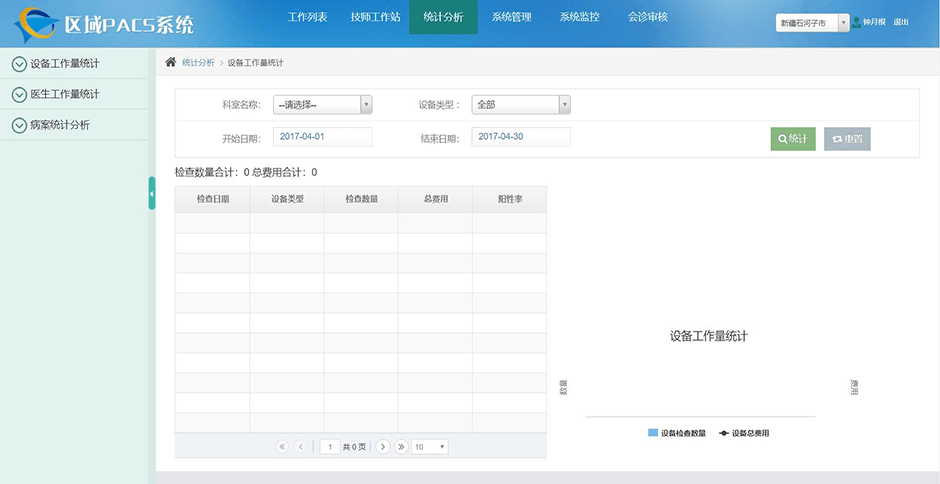 区域PACS系统
工作列表 技师工作站 统计分析 系统管理 系统监控 会诊审核
新疆石河子市 钟月根 退出
设备工作量统计
医生工作量统计
病案统计分析
统计分析 > 设备工作量统计
科室名称: --请选择-- 设备类型: 全部
开始日期: 2017-04-01 结束日期: 2017-04-30
统计 重置
检查数量合计: 0 总费用合计: 0
检查日期 设备类型 检查数量 总费用 阳性率
1 共 0 页 10
设备工作量统计
数量
费用
设备检查数量 设备总费用